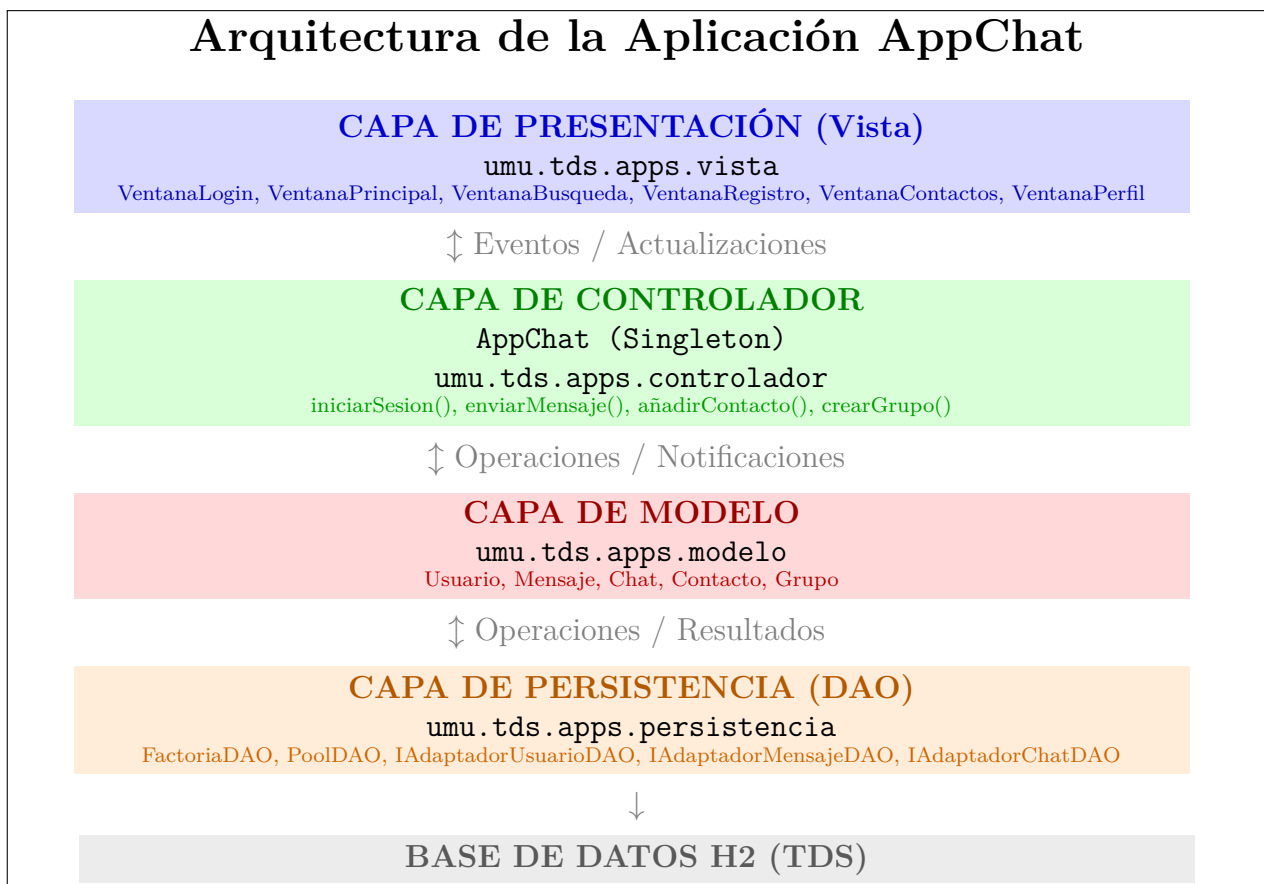 Arquitectura de la Aplicación AppChat
CAPA DE PRESENTACIÓN (Vista)
umu.tds.apps.vista
VentanaLogin, VentanaPrincipal, VentanaBusqueda, VentanaRegistro, VentanaContactos, VentanaPerfil
↕ Eventos / Actualizaciones
CAPA DE CONTROLADOR
AppChat (Singleton)
umu.tds.apps.controlador
iniciarSesion(), enviarMensaje(), añadirContacto(), crearGrupo()
↕ Operaciones / Notificaciones
CAPA DE MODELO
umu.tds.apps.modelo
Usuario, Mensaje, Chat, Contacto, Grupo
↕ Operaciones / Resultados
CAPA DE PERSISTENCIA (DAO)
umu.tds.apps.persistencia
FactoriaDAO, PoolDAO, IAdaptadorUsuarioDAO, IAdaptadorMensajeDAO, IAdaptadorChatDAO
↓
BASE DE DATOS H2 (TDS)